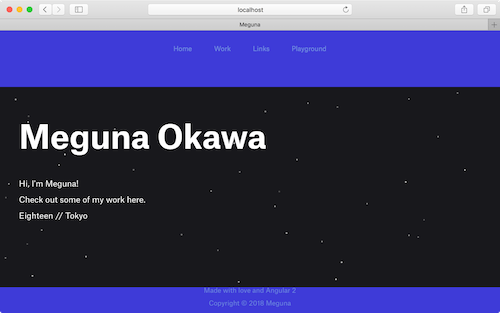 localhost
Meguna
Home Work Links Playground
Meguna Okawa
Hi, I'm Meguna!
Check out some of my work here.
Eighteen // Tokyo
Made with love and Angular 2
Copyright © 2018 Meguna